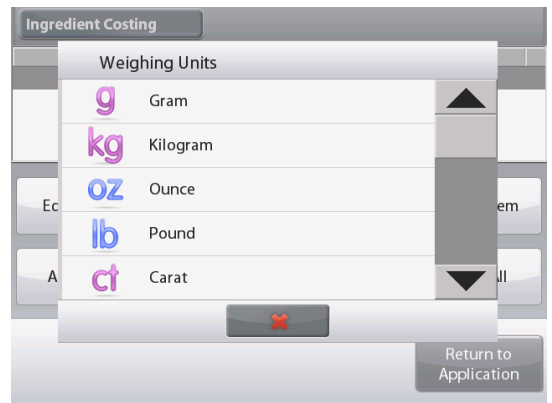 Ingredient Costing
Weighing Units
g Gram
kg Kilogram
oz Ounce
lb Pound
ct Carat
Return to
Application